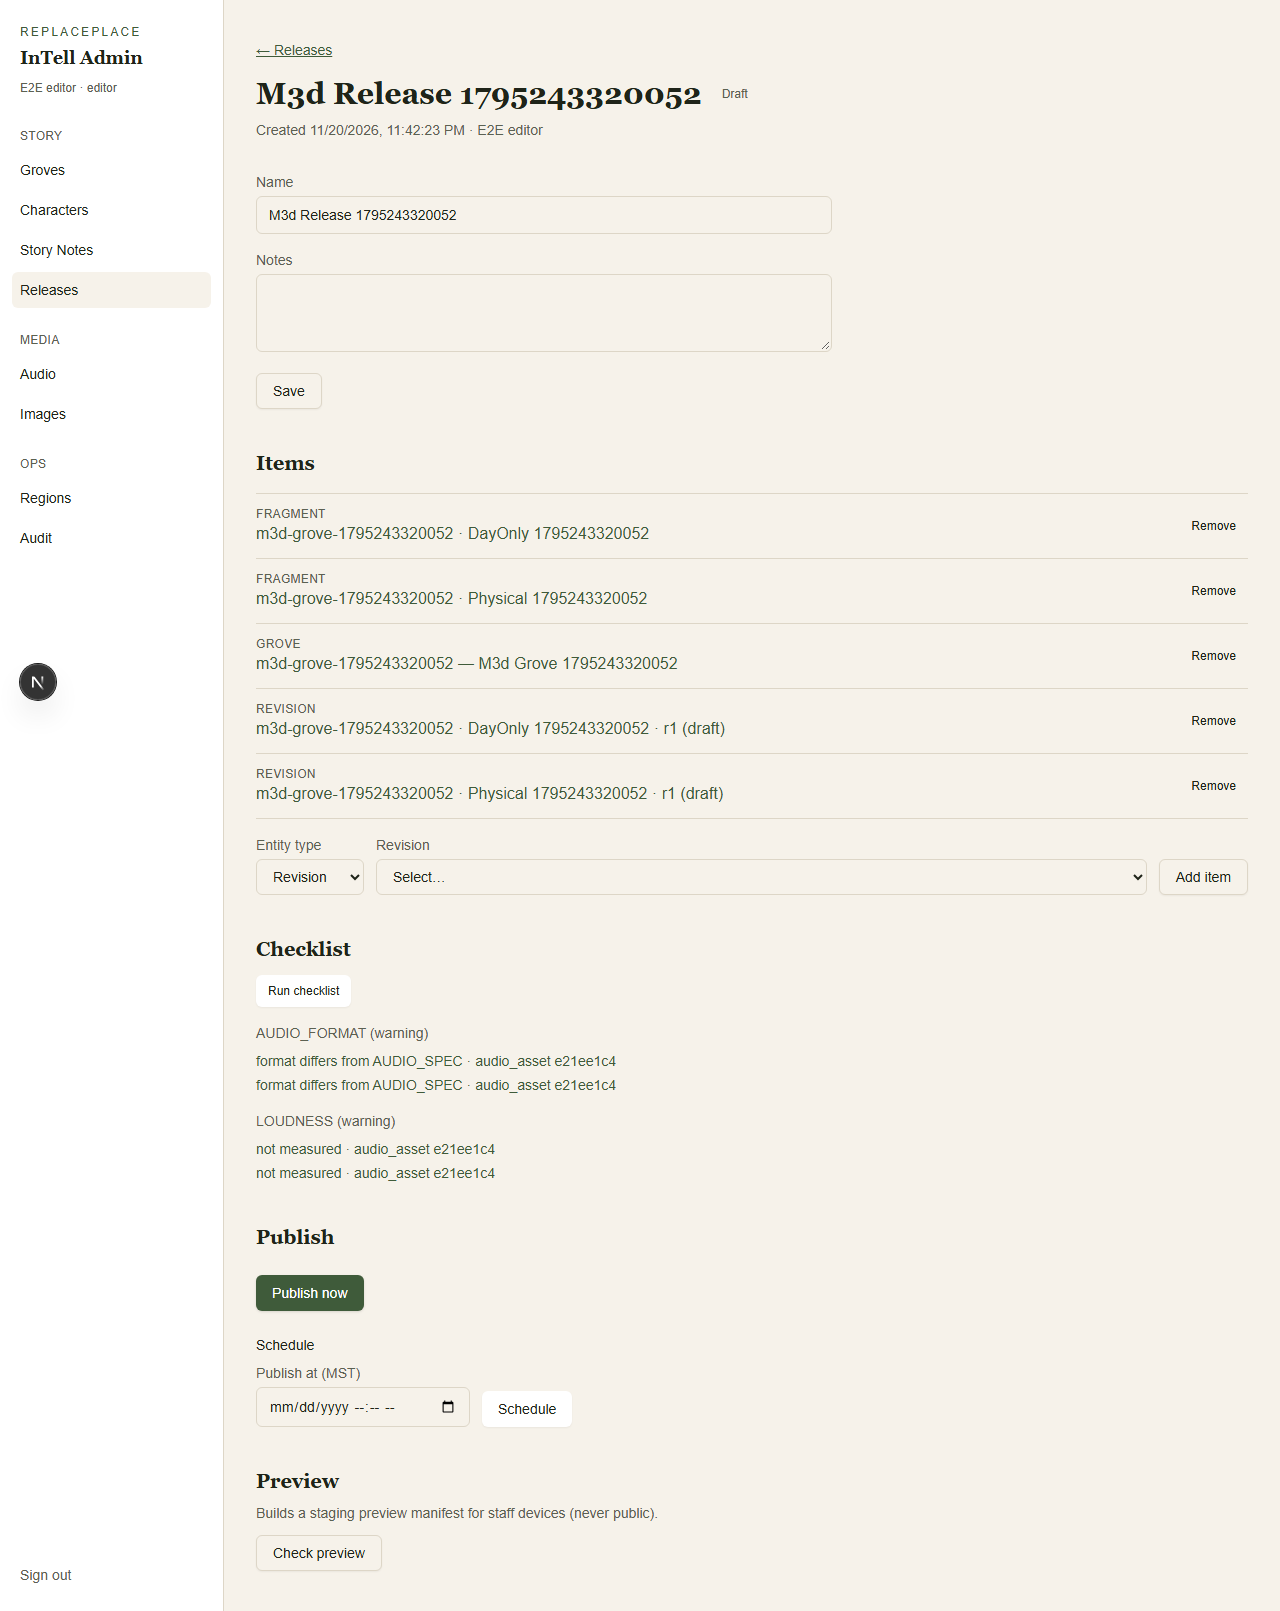 REPLACEPLACE
InTell Admin
E2E editor · editor
STORY
Groves
Characters
Story Notes
Releases
MEDIA
Audio
Images
OPS
Regions
Audit
N
Sign out
← Releases
M3d Release 1795243320052 Draft
Created 11/20/2026, 11:42:23 PM · E2E editor
Name
M3d Release 1795243320052
Notes
Save
Items
FRAGMENT
m3d-grove-1795243320052 · DayOnly 1795243320052
Remove
FRAGMENT
m3d-grove-1795243320052 · Physical 1795243320052
Remove
GROVE
m3d-grove-1795243320052 — M3d Grove 1795243320052
Remove
REVISION
m3d-grove-1795243320052 · DayOnly 1795243320052 · r1 (draft)
Remove
REVISION
m3d-grove-1795243320052 · Physical 1795243320052 · r1 (draft)
Remove
Entity type Revision
Revision Select... Add item
Checklist
Run checklist
AUDIO_FORMAT (warning)
format differs from AUDIO_SPEC · audio_asset e21ee1c4
format differs from AUDIO_SPEC · audio_asset e21ee1c4
LOUDNESS (warning)
not measured · audio_asset e21ee1c4
not measured · audio_asset e21ee1c4
Publish
Publish now
Schedule
Publish at (MST)
mm/dd/yyyy --:-- -- Schedule
Preview
Builds a staging preview manifest for staff devices (never public).
Check preview